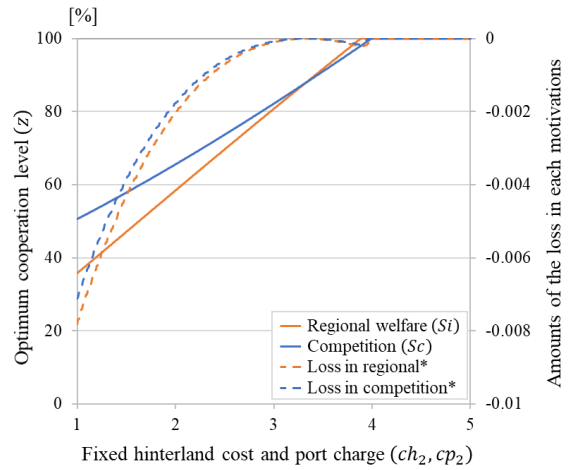 [%]
100
80
60
40
20
0
Optimum cooperation level (z)
0
-0.002
-0.004
-0.006
-0.008
-0.01
Amounts of the loss in each motivations
Regional welfare (Si)
Competition (Sc)
Loss in regional*
Loss in competition*
1 2 3 4 5
Fixed hinterland cost and port charge (ch₂, cp₂)